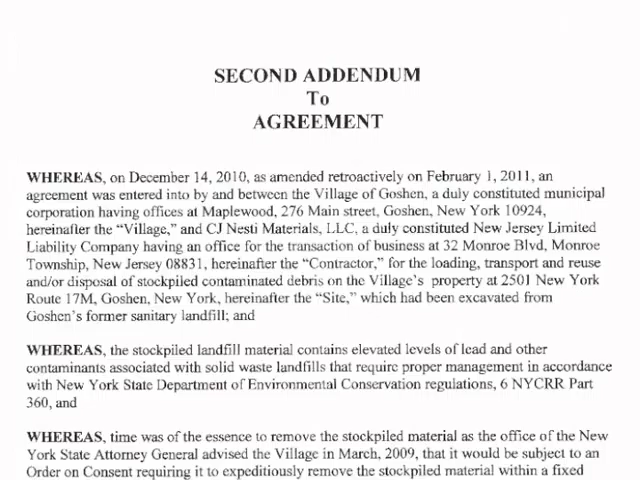 SECOND ADDENDUM
To
AGREEMENT
WHEREAS, on December 14, 2010, as amended retroactively on February 1, 2011, an
agreement was entered into by and between the Village of Goshen, a duly constituted municipal
corporation having offices at Maplewood, 276 Main street, Goshen, New York 10924,
hereinafter the “Village,” and CJ Nesti Materials, LLC, a duly constituted New Jersey Limited
Liability Company having an office for the transaction of business at 32 Monroe Blvd, Monroe
Township, New Jersey 08831, hereinafter the “Contractor,” for the loading, transport and reuse
and/or disposal of stockpiled contaminated debris on the Village’s property at 2501 New York
Route 17M, Goshen, New York, hereinafter the “Site,” which had been excavated from
Goshen’s former sanitary landfill; and
WHEREAS, the stockpiled landfill material contains elevated levels of lead and other
contaminants associated with solid waste landfills that require proper management in accordance
with New York State Department of Environmental Conservation regulations, 6 NYCRR Part
360, and
WHEREAS, time was of the essence to remove the stockpiled material as the office of the New
York State Attorney General advised the Village in March, 2009, that it would be subject to an
Order on Consent requiring it to expeditiously remove the stockpiled material within a fixed